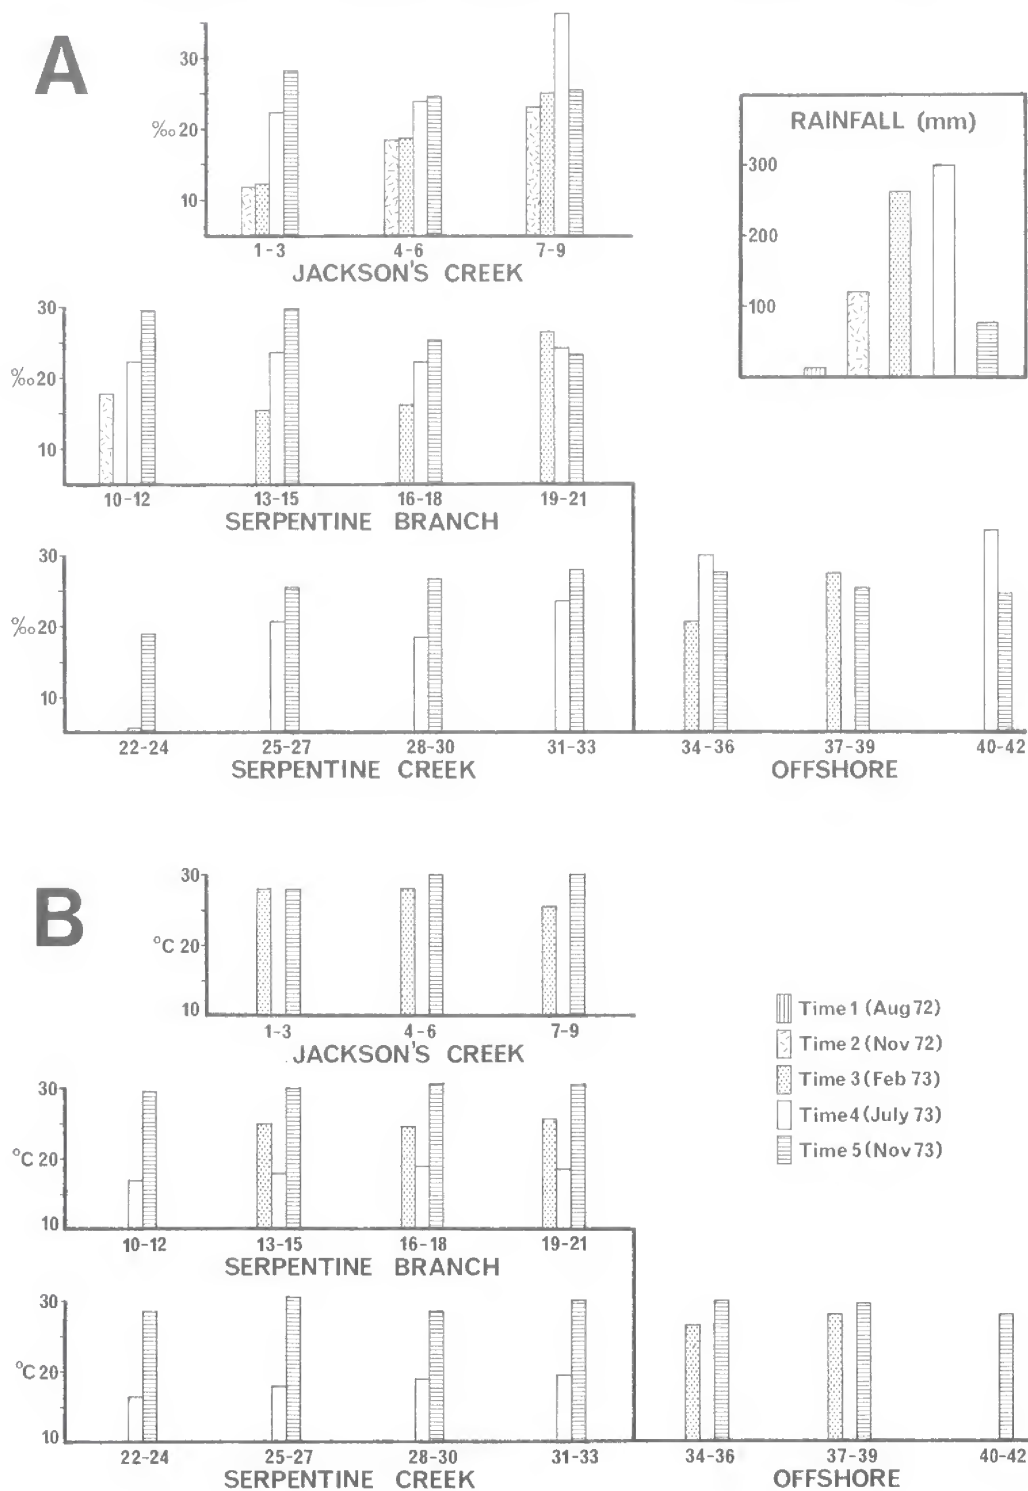 A
30
‰ 20
10
1-3 4-6 7-9
JACKSON'S CREEK
RAINFALL (mm)
300
200
100
30
‰ 20
10
10-12 13-15 16-18 19-21
SERPENTINE BRANCH
30
‰ 20
10
22-24 25-27 28-30 31-33 34-36 37-39 40-42
SERPENTINE CREEK OFFSHORE
B
30
°C 20
10
1-3 4-6 7-9
JACKSON'S CREEK
Time 1 (Aug 72)
Time 2 (Nov 72)
Time 3 (Feb 73)
Time 4 (July 73)
Time 5 (Nov 73)
30
°C 20
10
10-12 13-15 16-18 19-21
SERPENTINE BRANCH
30
°C 20
10
22-24 25-27 28-30 31-33 34-36 37-39 40-42
SERPENTINE CREEK OFFSHORE